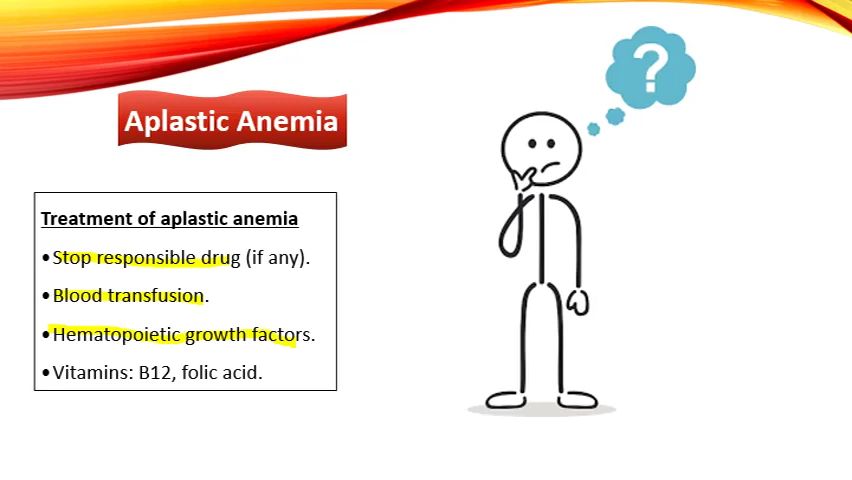 Aplastic Anemia
?
Treatment of aplastic anemia
•Stop responsible drug (if any).
•Blood transfusion.
•Hematopoietic growth factors.
•Vitamins: B12, folic acid.